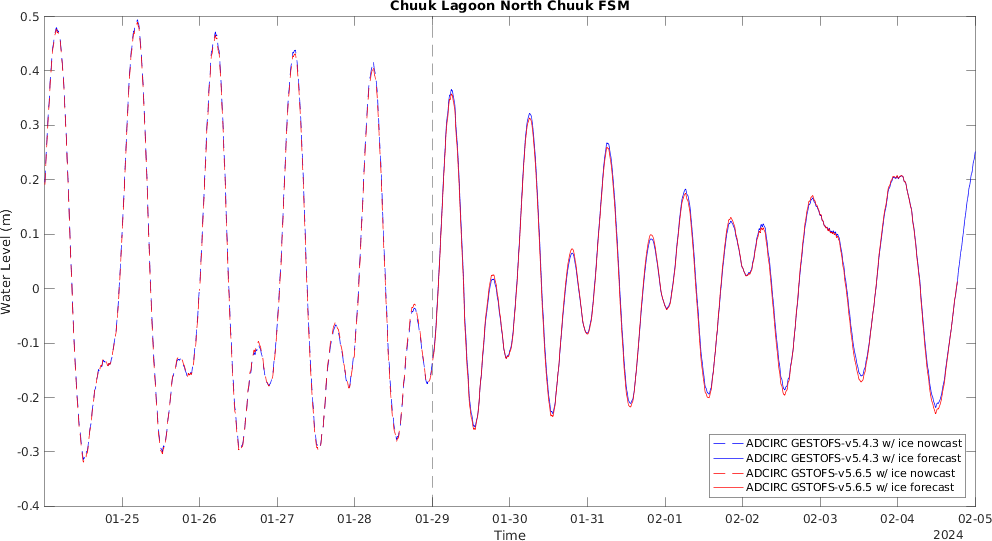 Chuuk Lagoon North Chuuk FSM
0.5
0.4
0.3
0.2
0.1
0
-0.1
-0.2
-0.3
-0.4
Water Level (m)
ADCIRC GESTOFS-v5.4.3 w/ ice nowcast
ADCIRC GESTOFS-v5.4.3 w/ ice forecast
ADCIRC GSTOFS-v5.6.5 w/ ice nowcast
ADCIRC GSTOFS-v5.6.5 w/ ice forecast
01-25 01-26 01-27 01-28 01-29 01-30 01-31 02-01 02-02 02-03 02-04 02-05
Time
2024